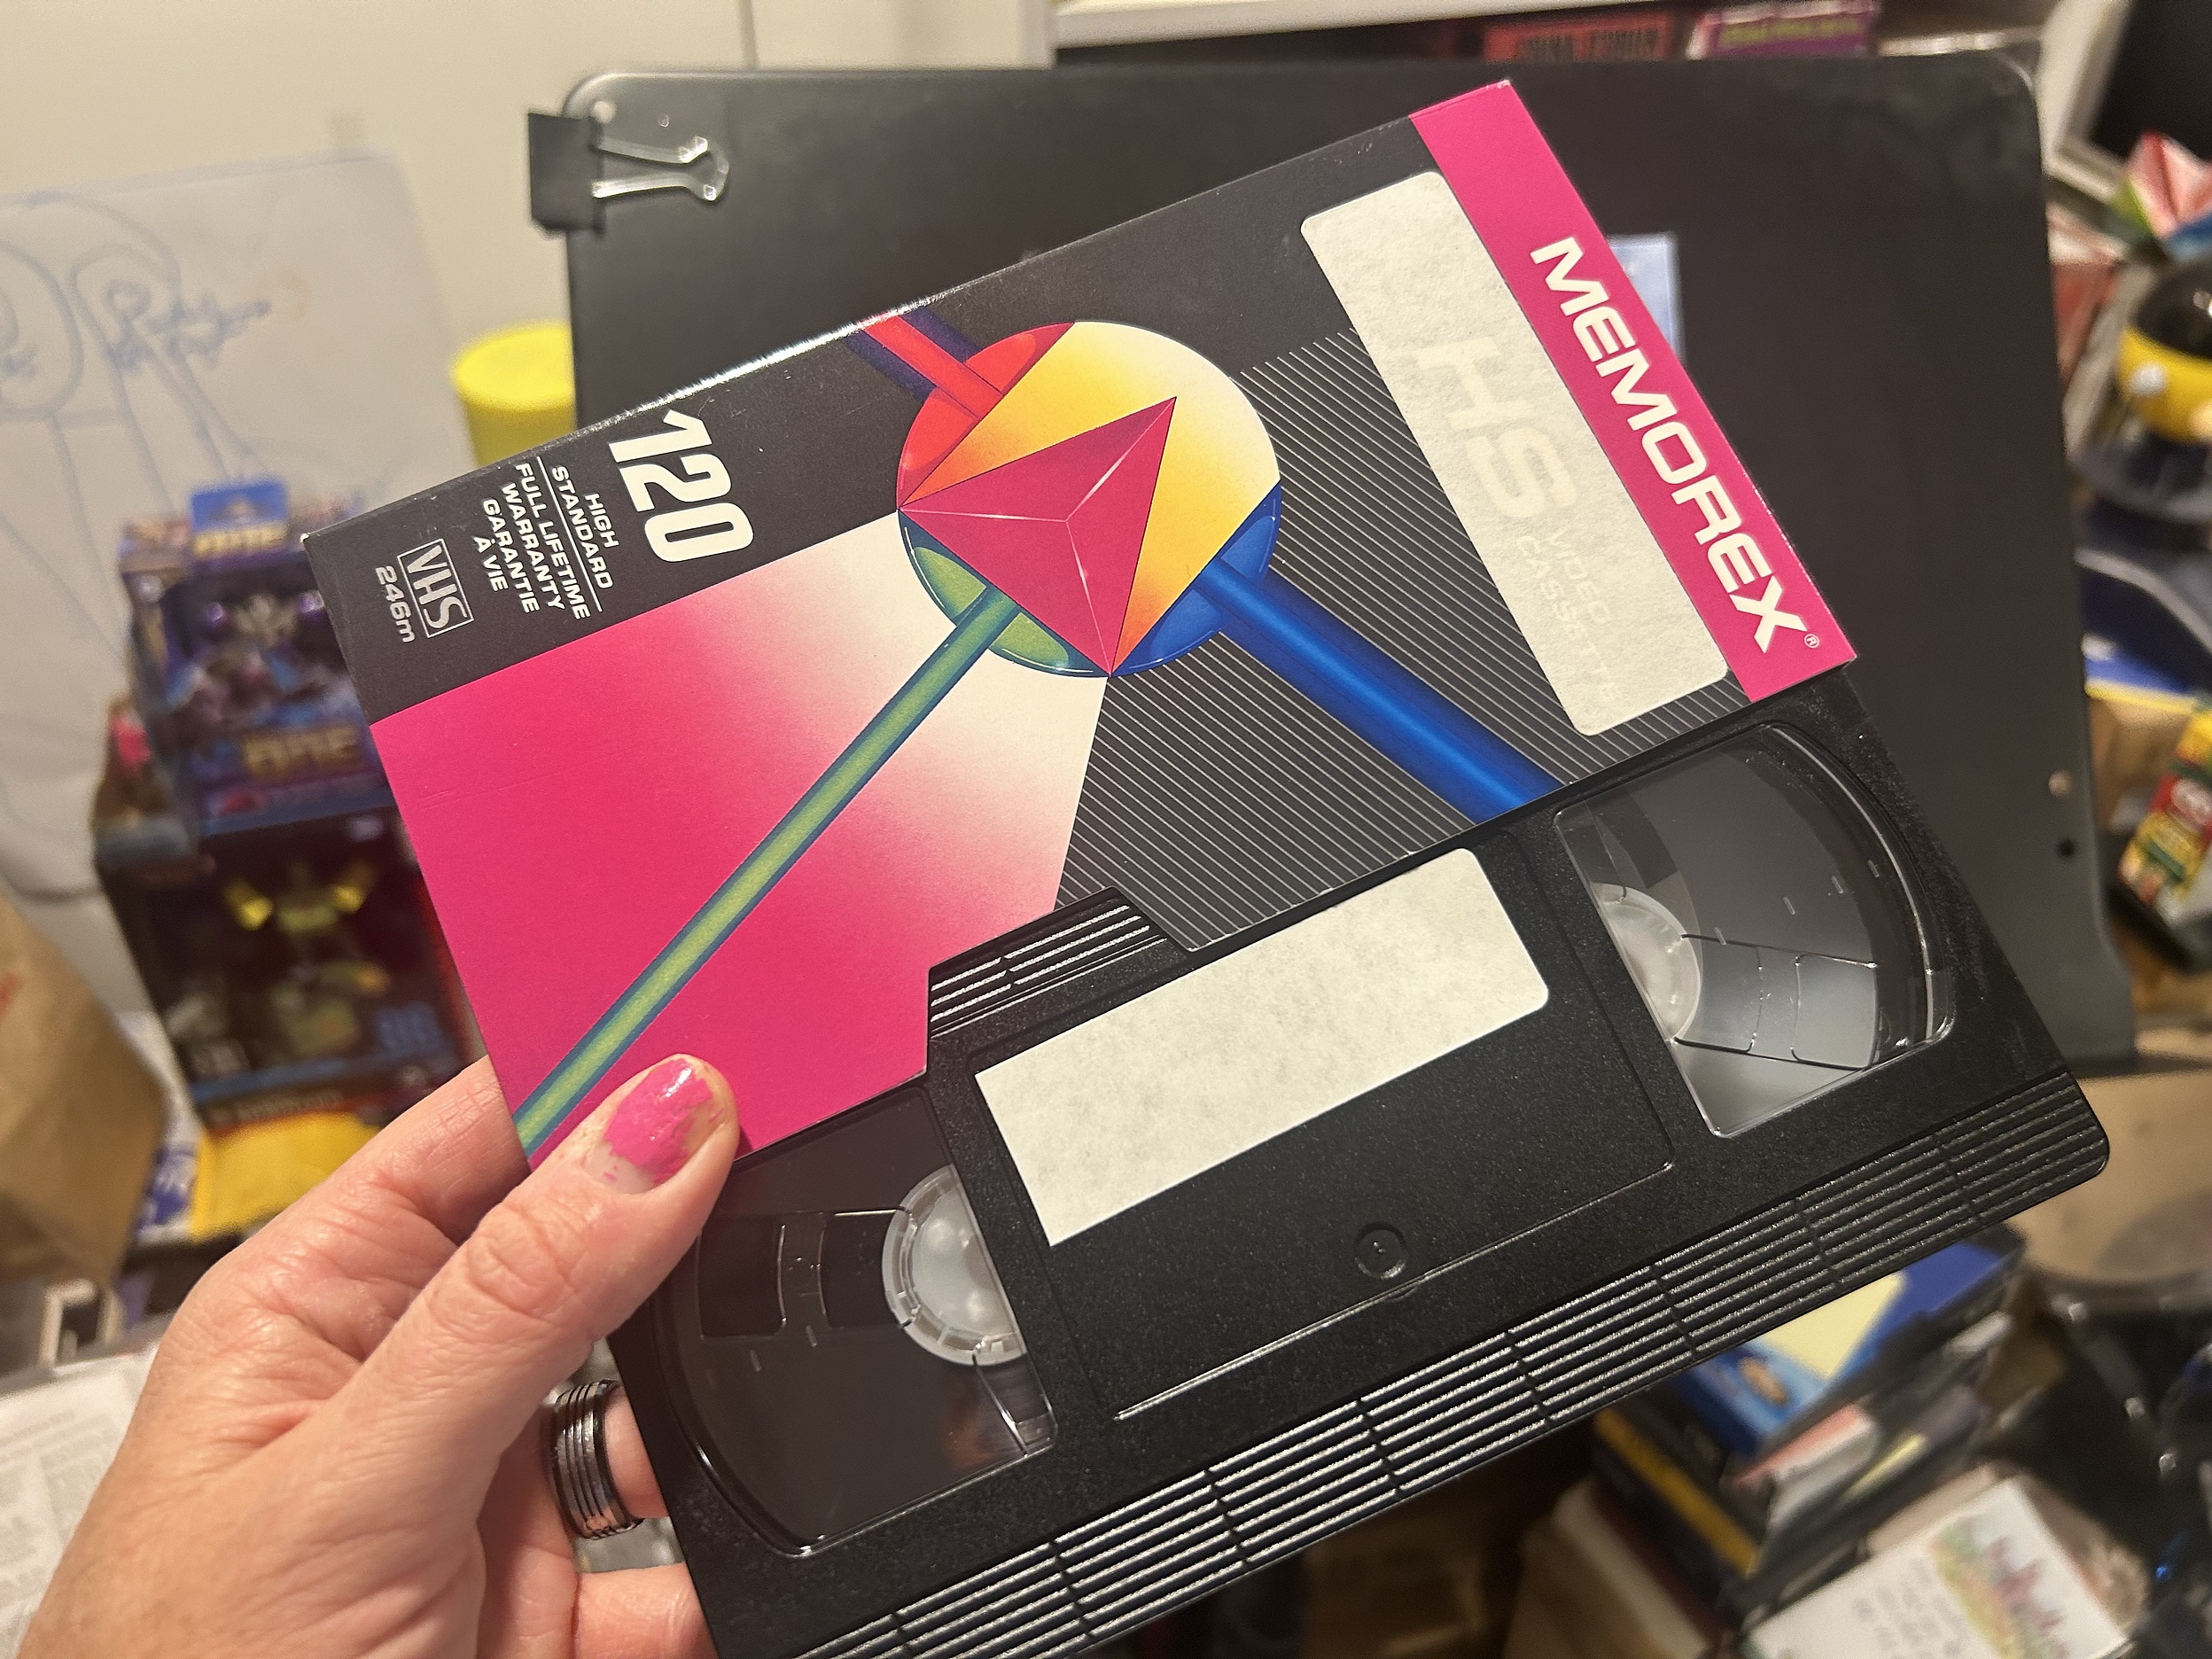 MEMOREX®
HS VIDEO
CASSETTE
120
HIGH
STANDARD
FULL LIFETIME
WARRANTY
GARANTIE
À VIE
VHS
246m